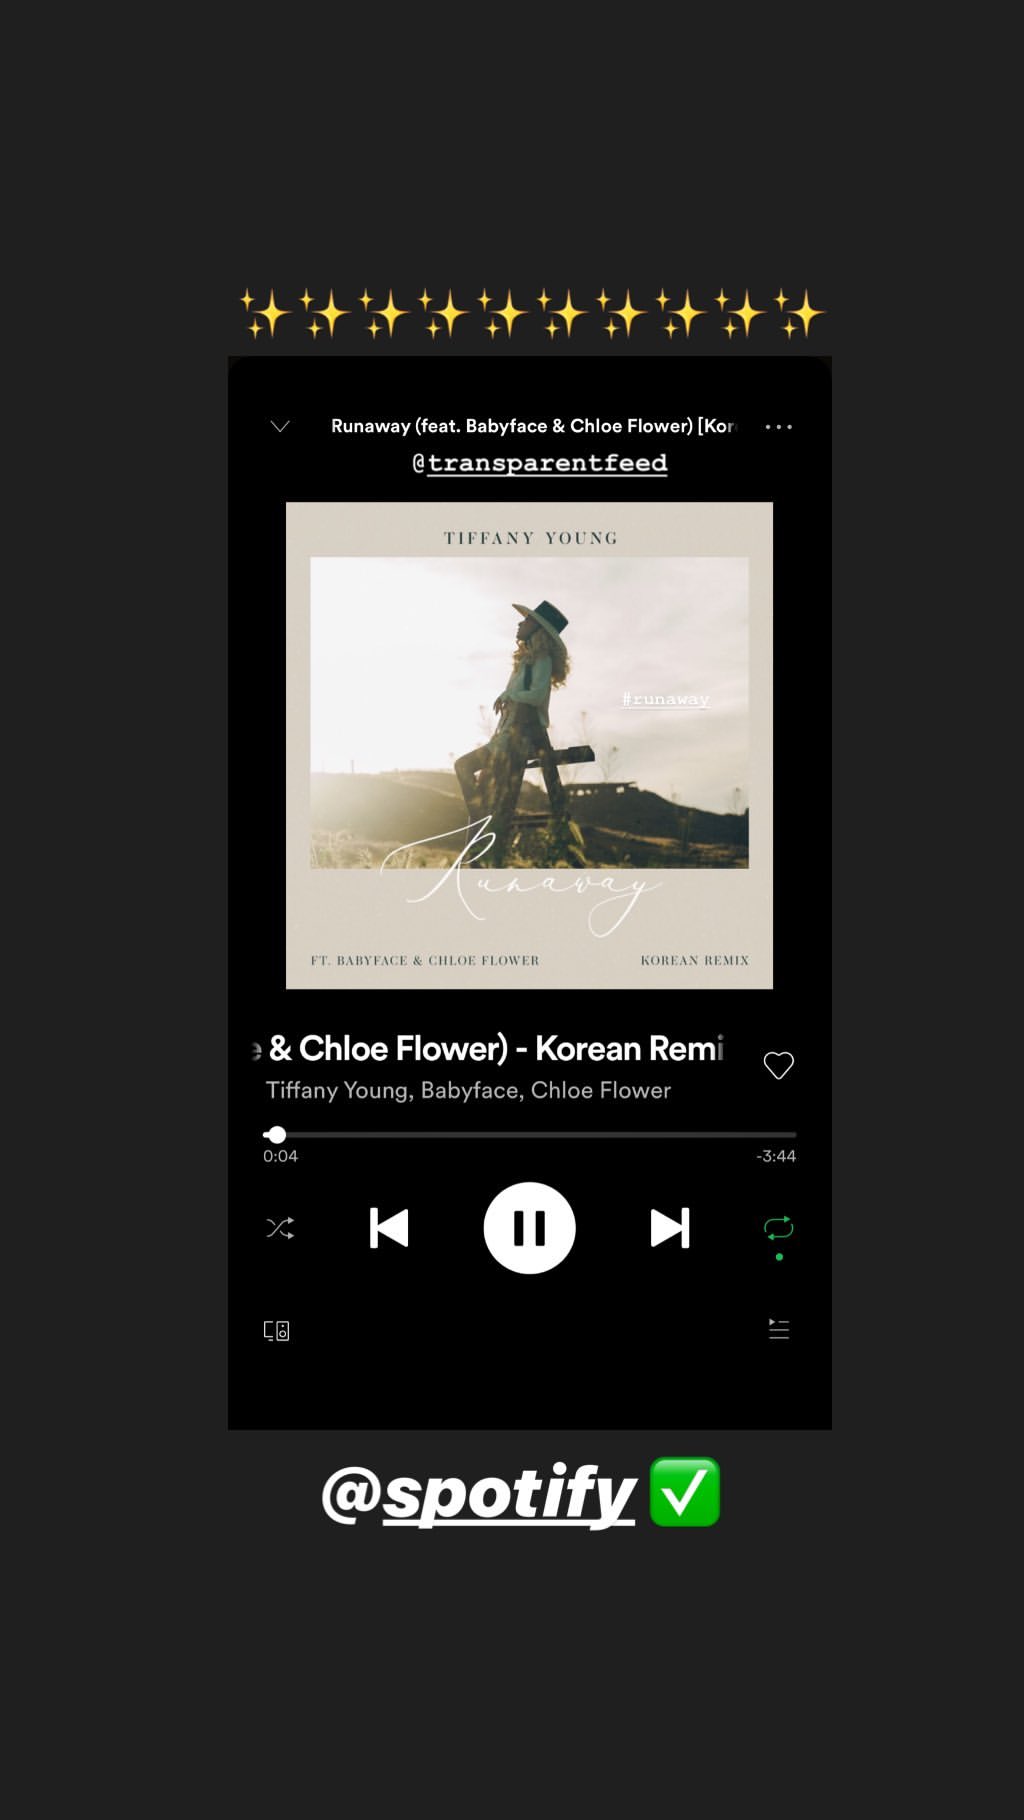 Runaway (feat. Babyface & Chloe Flower) [Kor
@transparentfeed
TIFFANY YOUNG
#runaway
Runaway
FT. BABYFACE & CHLOE FLOWER KOREAN REMIX
e & Chloe Flower) - Korean Remi
Tiffany Young, Babyface, Chloe Flower
0:04 -3:44
@spotify